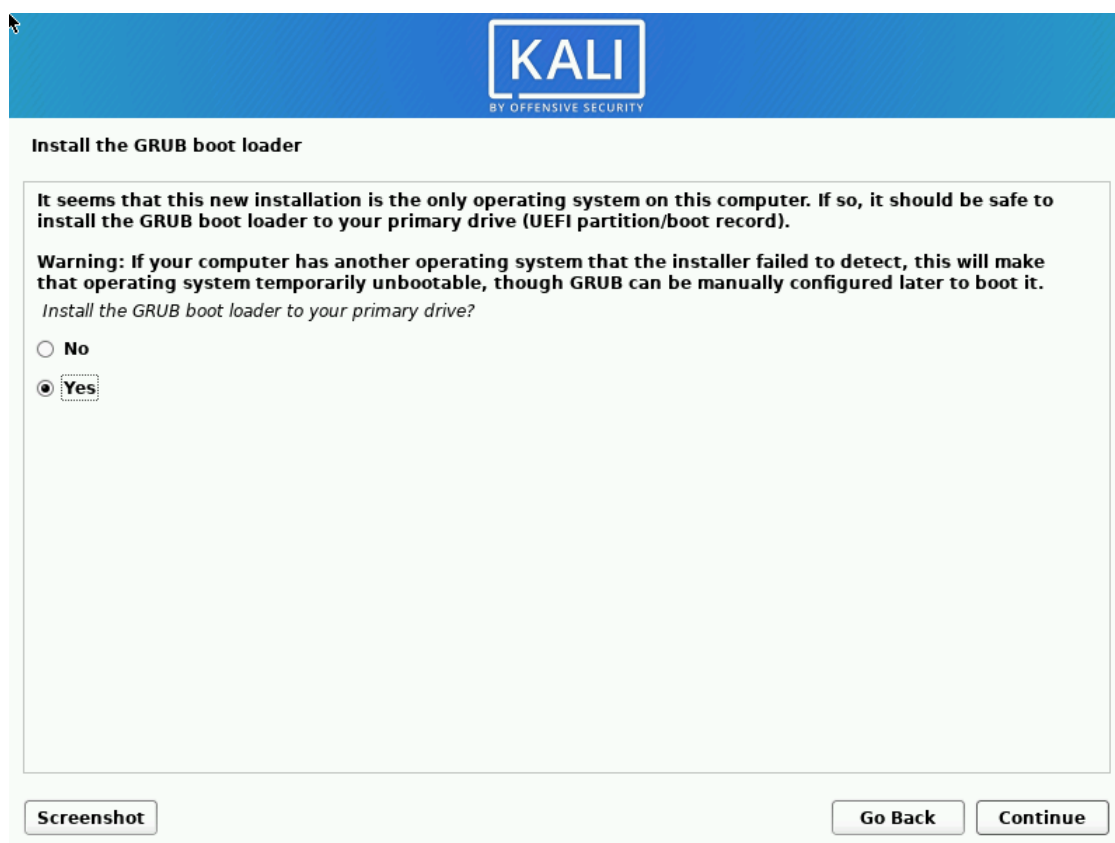 KALI
BY OFFENSIVE SECURITY
Install the GRUB boot loader
It seems that this new installation is the only operating system on this computer. If so, it should be safe to
install the GRUB boot loader to your primary drive (UEFI partition/boot record).
Warning: If your computer has another operating system that the installer failed to detect, this will make
that operating system temporarily unbootable, though GRUB can be manually configured later to boot it.
Install the GRUB boot loader to your primary drive?
No
Yes
Screenshot
Go Back
Continue